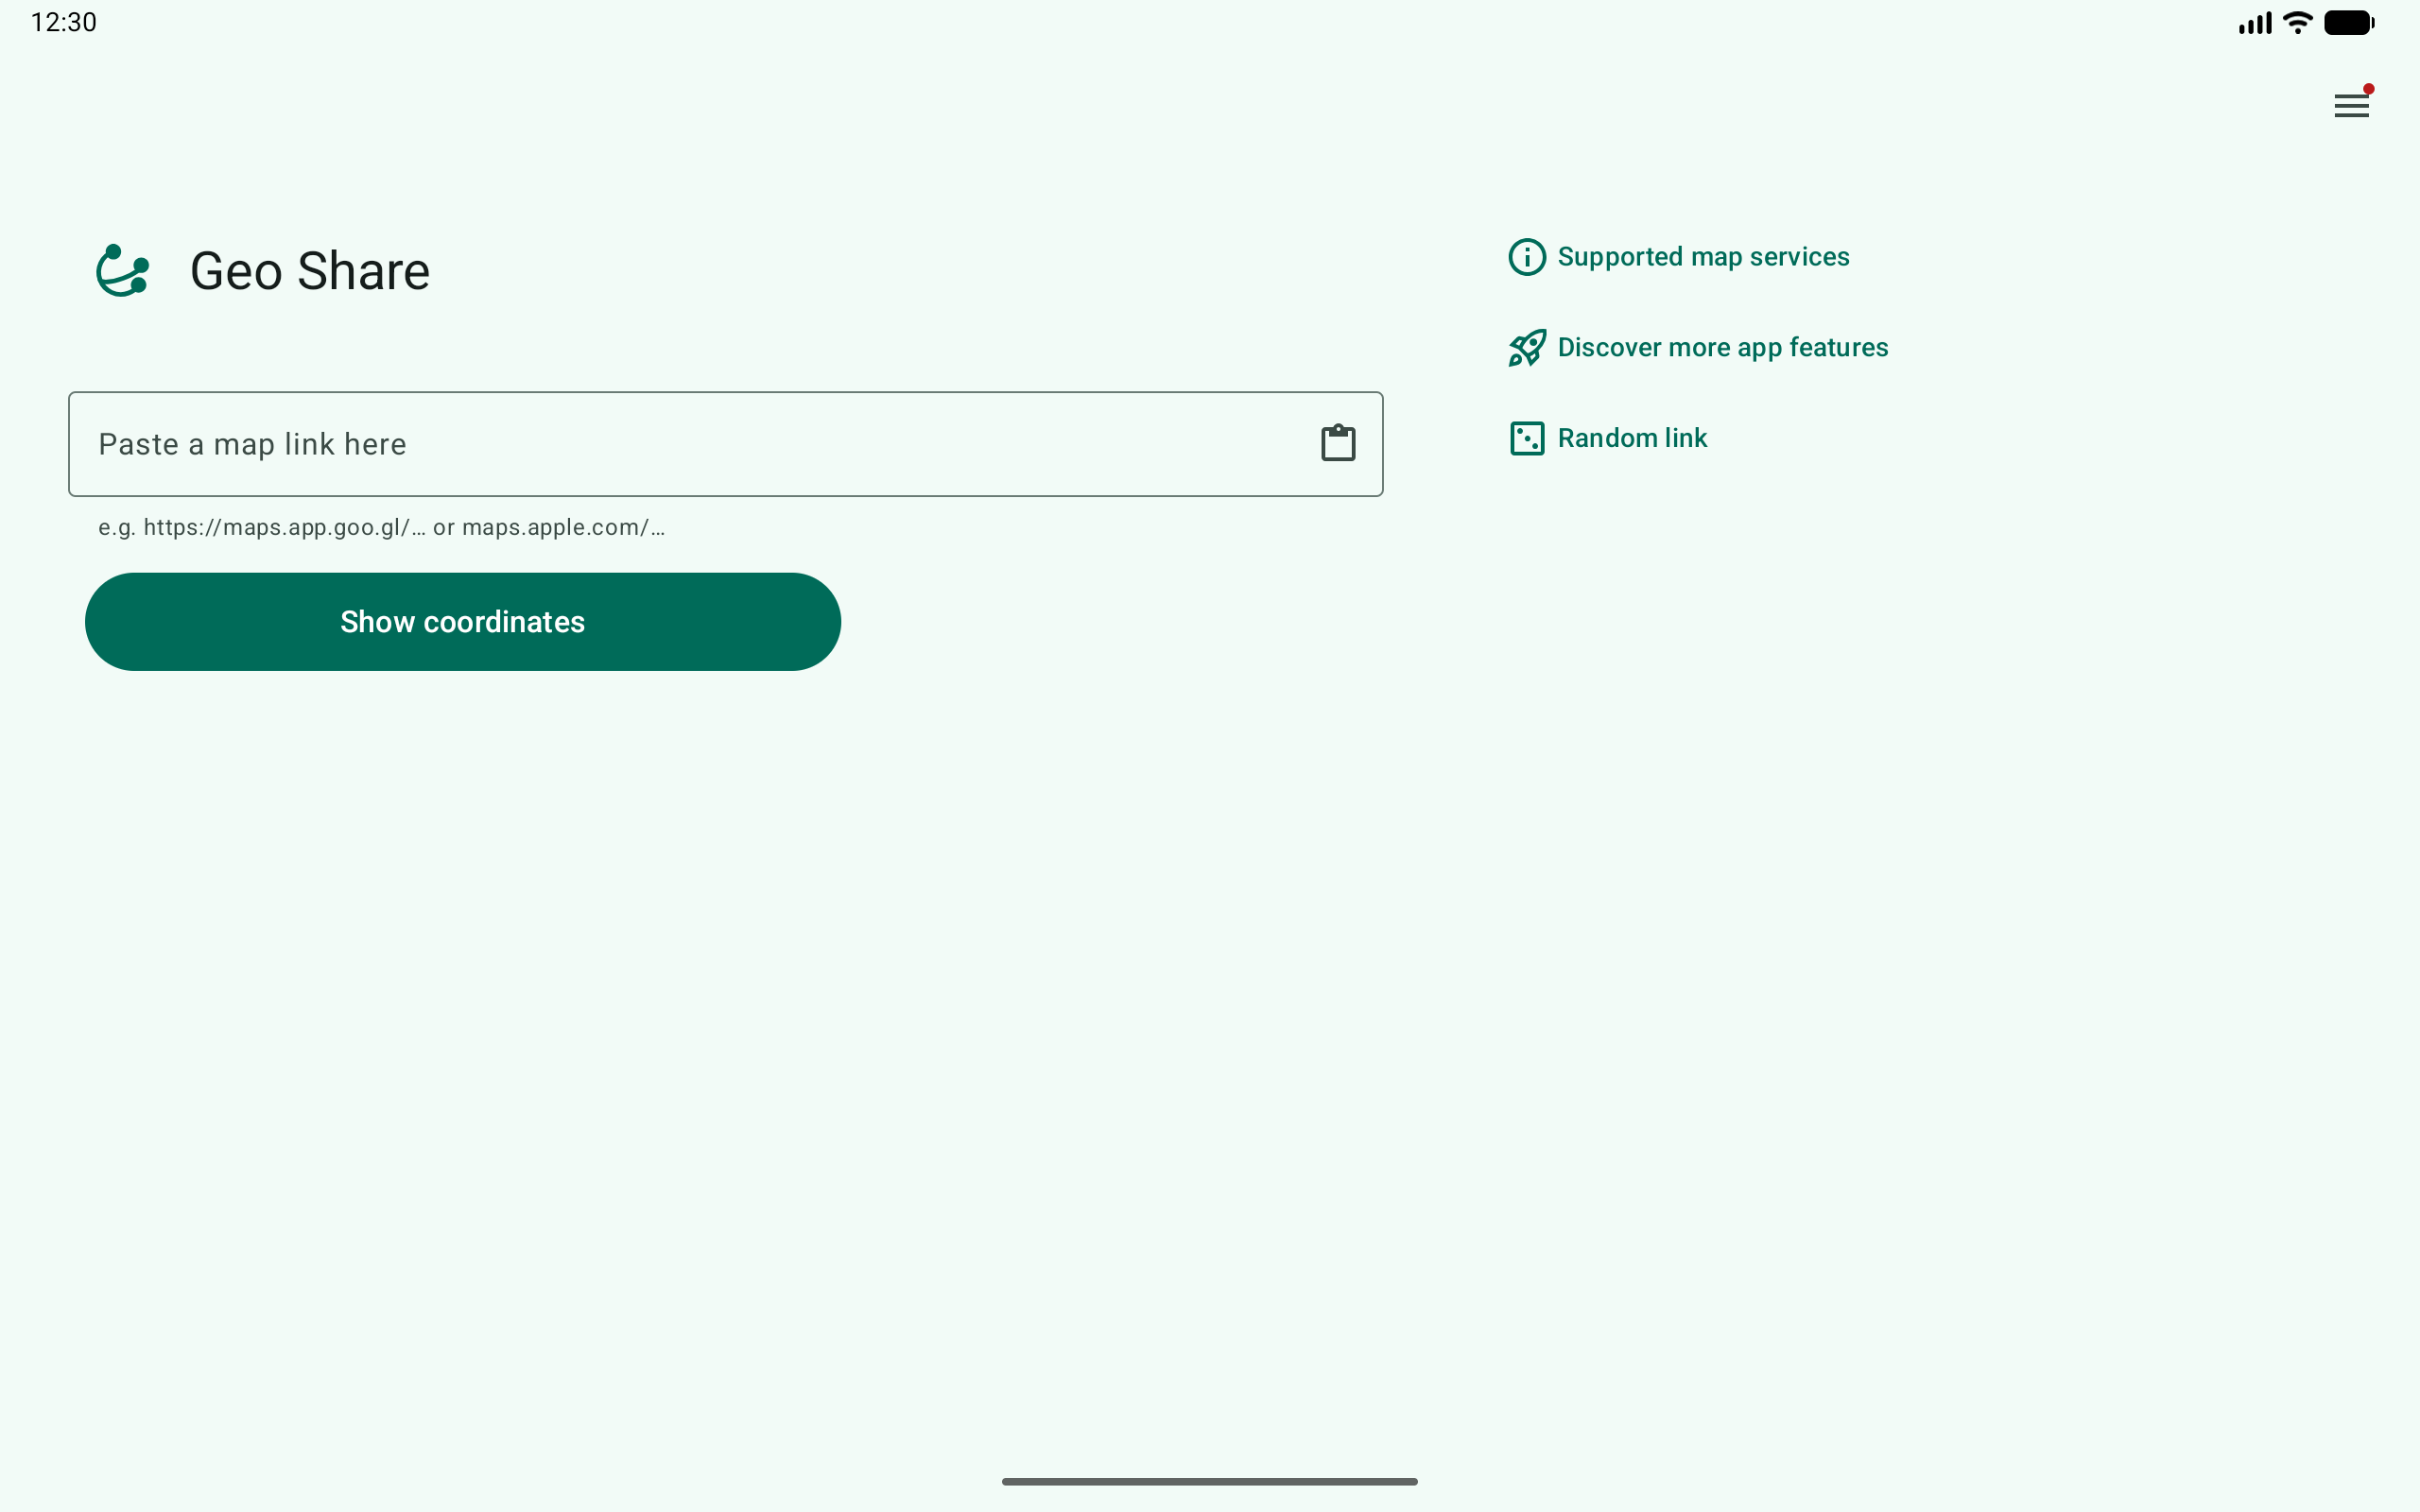 12:30
Geo Share
Paste a map link here
e.g. https://maps.app.goo.gl/… or maps.apple.com/…
Show coordinates
Supported map services
Discover more app features
Random link